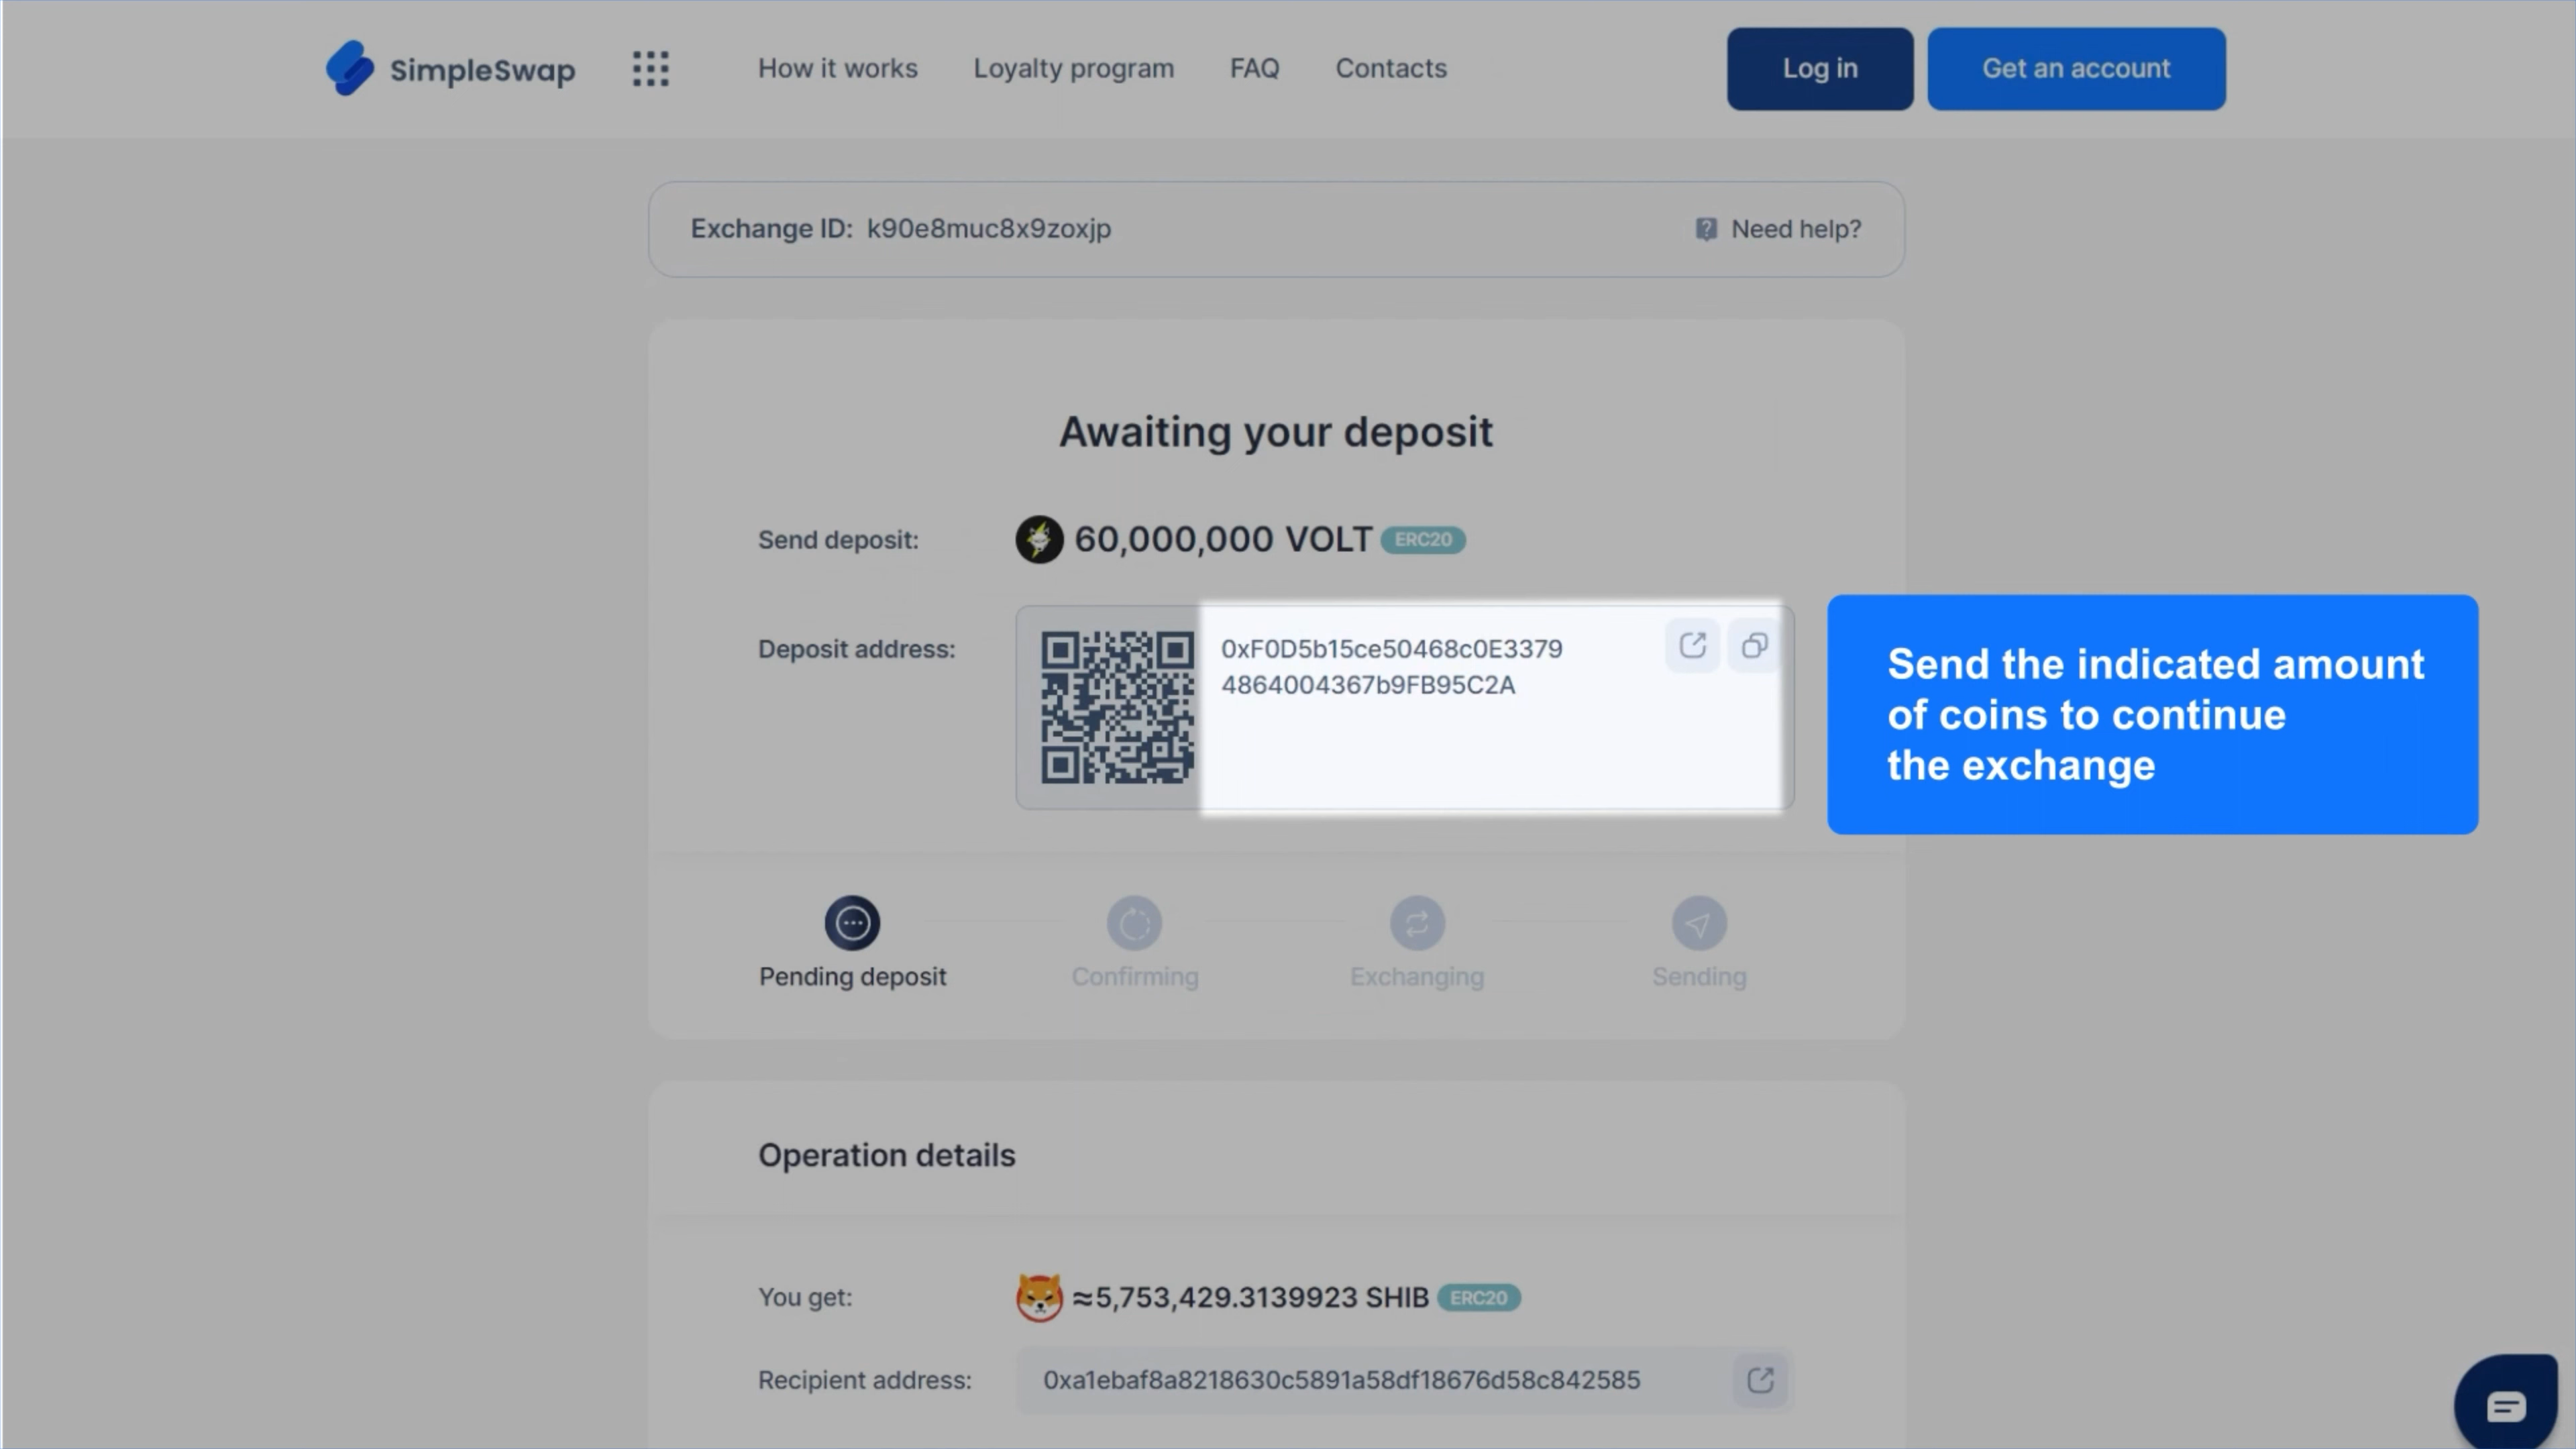 SimpleSwap
How it works
Loyalty program
FAQ
Contacts
Log in
Get an account
Exchange ID: k90e8muc8x9zoxjp
Need help?
Awaiting your deposit
Send deposit:
60,000,000 VOLT ERC20
Deposit address:
0xF0D5b15ce50468c0E3379
4864004367b9FB95C2A
Send the indicated amount
of coins to continue
the exchange
Pending deposit
Confirming
Exchanging
Sending
Operation details
You get:
≈5,753,429.3139923 SHIB ERC20
Recipient address:
0xa1ebaf8a8218630c5891a58df18676d58c842585